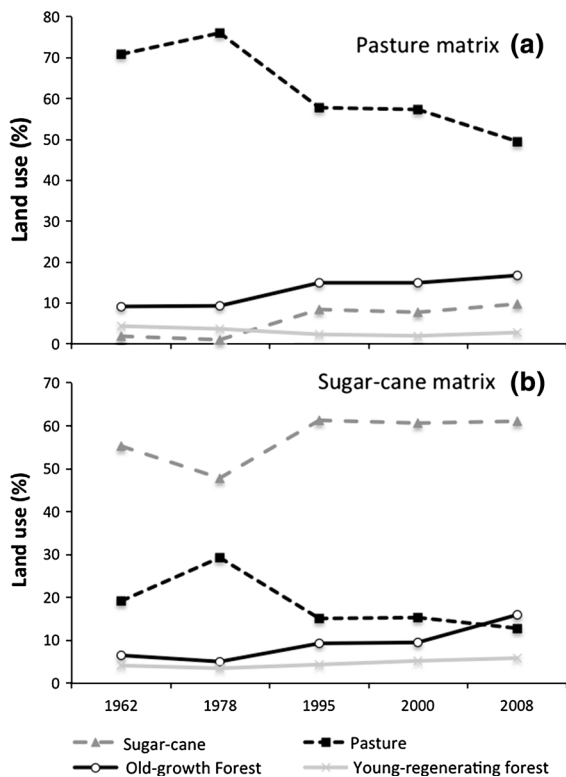 80
Pasture matrix (a)
70
60
50
40
30
20
10
0
Land use (%)
70
Sugar-cane matrix (b)
60
50
40
30
20
10
0
Land use (%)
1962 1978 1995 2000 2008
Sugar-cane Pasture
Old-growth Forest Young-regenerating forest